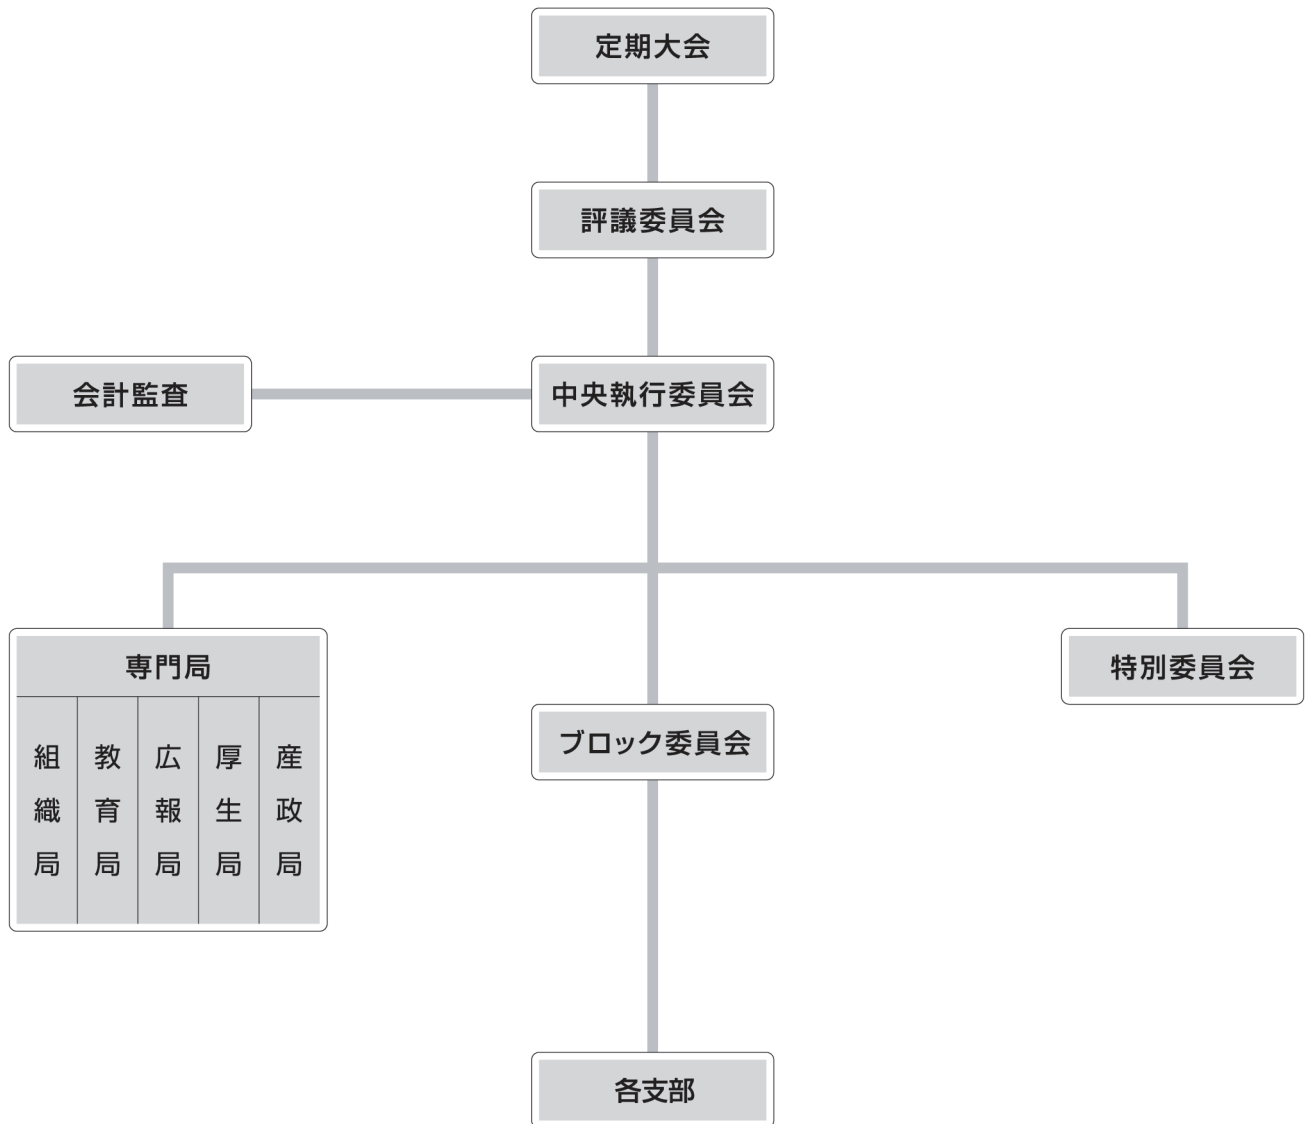 定期大会
評議委員会
会計監査
中央執行委員会
専門局
組織局
教育局
広報局
厚生局
産政局
ブロック委員会
特別委員会
各支部